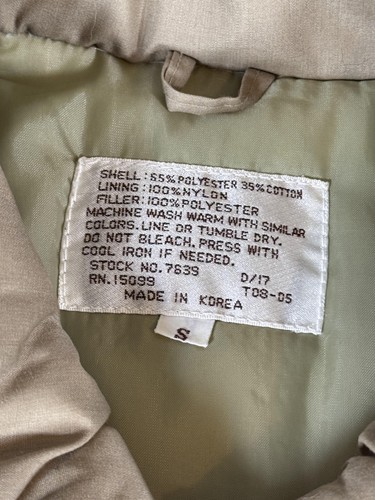 SHELL: 65% POLYESTER 35% COTTON
LINING: 100% NYLON
FILLER: 100% POLYESTER
MACHINE WASH WARM WITH SIMILAR
COLORS. LINE OR TUMBLE DRY.
DO NOT BLEACH. PRESS WITH
COOL IRON IF NEEDED.
STOCK NO. 7639 D/17
RN. 15099 T08-05
MADE IN KOREA
S